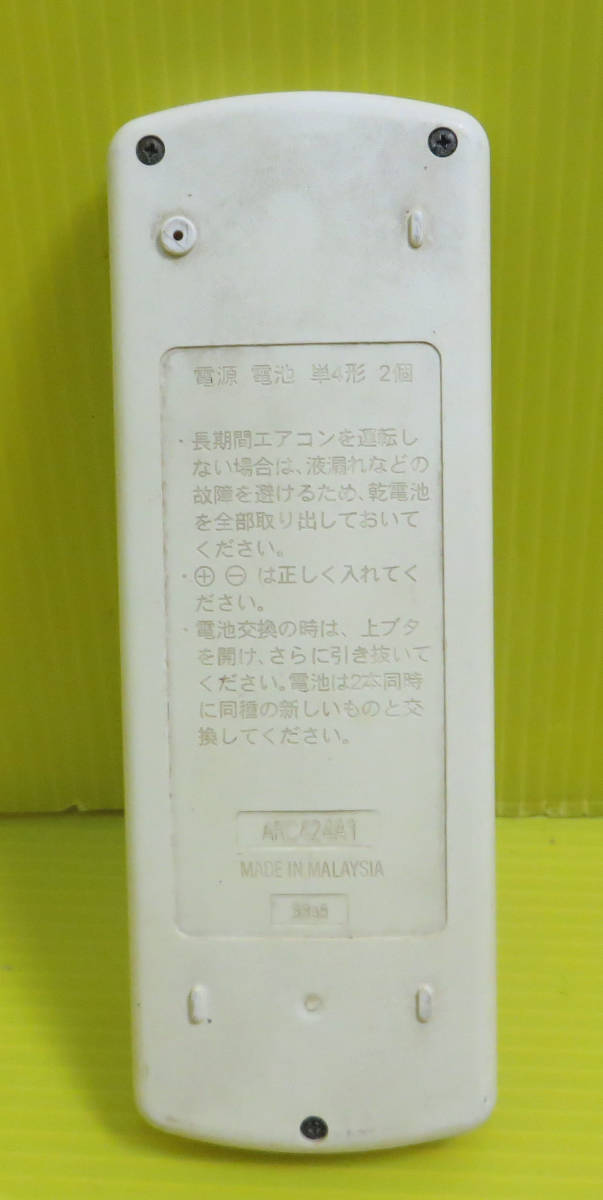 電源 電池 単4形 2個
・長期間エアコンを運転し
ない場合は、液漏れなどの
故障を避けるため、乾電池
を全部取り出しておいて
ください。
・⊕ ⊖ は正しく入れてく
ださい。
・電池交換の時は、上ブタ
を開け、さらに引き抜いて
ください。電池は2本同時
に同種の新しいものと交
換してください。
ARC424A1
MADE IN MALAYSIA